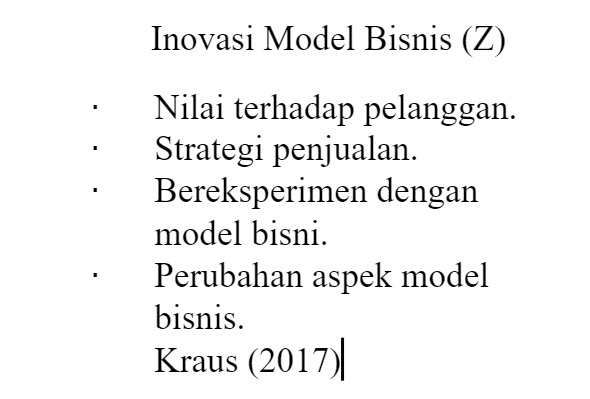 Inovasi Model Bisnis (Z)
· Nilai terhadap pelanggan.
· Strategi penjualan.
· Bereksperimen dengan
model bisni.
· Perubahan aspek model
bisnis.
Kraus (2017)